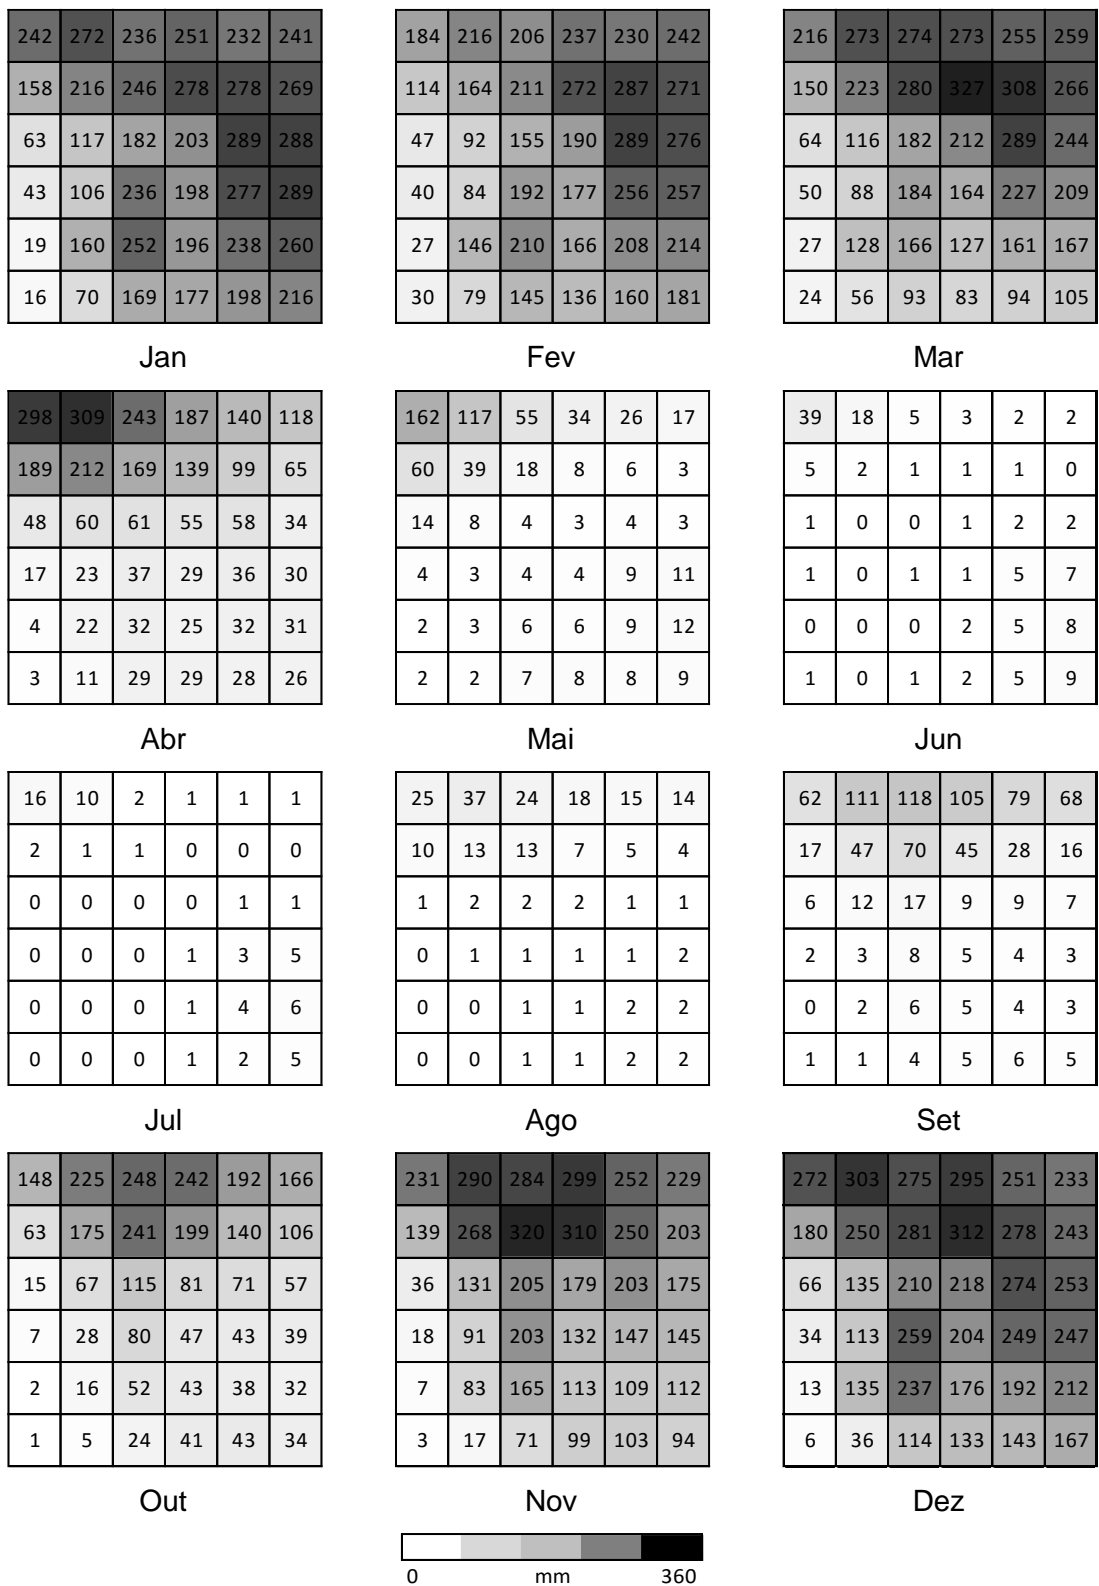 242 272 236 251 232 241 184 216 206 237 230 242 216 273 274 273 255 259
158 216 246 278 278 269 114 164 211 272 287 271 150 223 280 327 308 266
63 117 182 203 289 288 47 92 155 190 289 276 64 116 182 212 289 244
43 106 236 198 277 289 40 84 192 177 256 257 50 88 184 164 227 209
19 160 252 196 238 260 27 146 210 166 208 214 27 128 166 127 161 167
16 70 169 177 198 216 30 79 145 136 160 181 24 56 93 83 94 105
Jan Fev Mar
298 309 243 187 140 118 162 117 55 34 26 17 39 18 5 3 2 2
189 212 169 139 99 65 60 39 18 8 6 3 5 2 1 1 1 0
48 60 61 55 58 34 14 8 4 3 4 3 1 0 0 1 2 2
17 23 37 29 36 30 4 3 4 4 9 11 1 0 1 1 5 7
4 22 32 25 32 31 2 3 6 6 9 12 0 0 0 2 5 8
3 11 29 29 28 26 2 2 7 8 8 9 1 0 1 2 5 9
Abr Mai Jun
16 10 2 1 1 1 25 37 24 18 15 14 62 111 118 105 79 68
2 1 1 0 0 0 10 13 13 7 5 4 17 47 70 45 28 16
0 0 0 0 1 1 1 2 2 2 1 1 6 12 17 9 9 7
0 0 0 1 3 5 0 1 1 1 1 2 2 3 8 5 4 3
0 0 0 1 4 6 0 0 1 1 2 2 0 2 6 5 4 3
0 0 0 1 2 5 0 0 1 1 2 2 1 1 4 5 6 5
Jul Ago Set
148 225 248 242 192 166 231 290 284 299 252 229 272 303 275 295 251 233
63 175 241 199 140 106 139 268 320 310 250 203 180 250 281 312 278 243
15 67 115 81 71 57 36 131 205 179 203 175 66 135 210 218 274 253
7 28 80 47 43 39 18 91 203 132 147 145 34 113 259 204 249 247
2 16 52 43 38 32 7 83 165 113 109 112 13 135 237 176 192 212
1 5 24 41 43 34 3 17 71 99 103 94 6 36 114 133 143 167
Out Nov Dez
0 mm 360